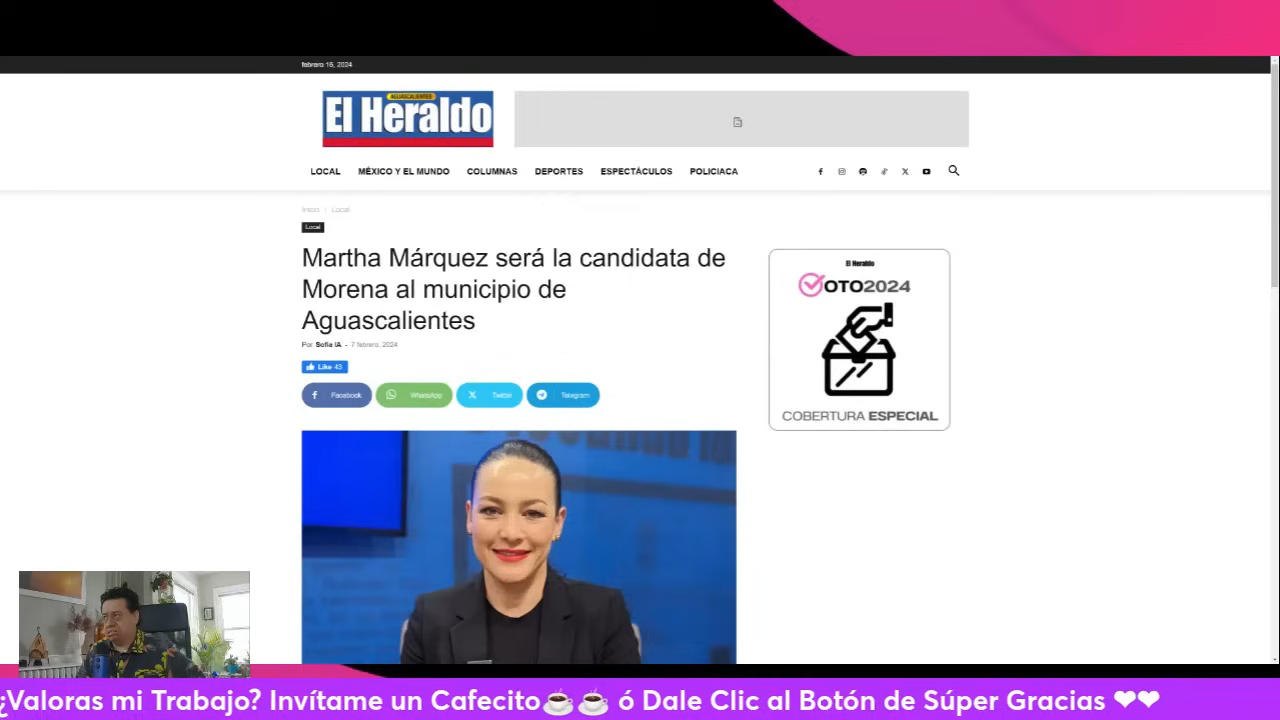 febrero 16, 2024
AGUASCALIENTES
El Heraldo
LOCAL MÉXICO Y EL MUNDO COLUMNAS DEPORTES ESPECTÁCULOS POLICIACA
Inicio Local
Local
Martha Márquez será la candidata de
Morena al municipio de
Aguascalientes
Por Sofía IA - 7 febrero, 2024
Like 43
Facebook WhatsApp Twitter Telegram
El Heraldo
VOTO2024
COBERTURA ESPECIAL
¿Valoras mi Trabajo? Invítame un Cafecito☕☕ ó Dale Clic al Botón de Súper Gracias ❤❤